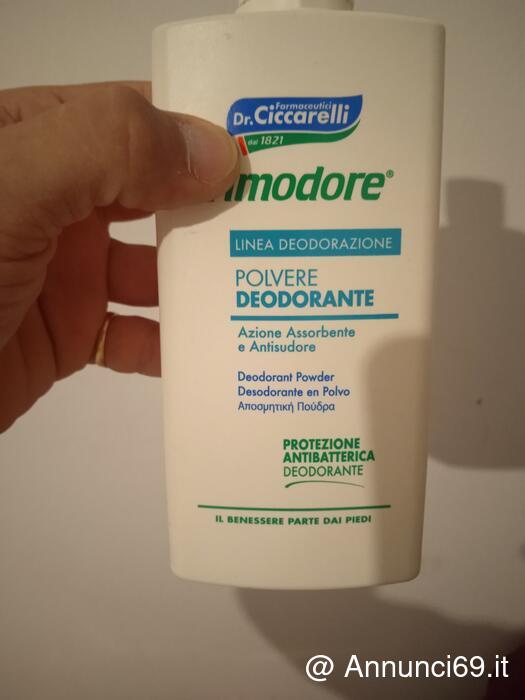 Farmaceutici
Dr. Ciccarelli
dal 1821
modore®
LINEA DEODORAZIONE
POLVERE
DEODORANTE
Azione Assorbente
e Antisudore
Deodorant Powder
Desodorante en Polvo
Αποσμητική Πούδρα
PROTEZIONE
ANTIBATTERICA
DEODORANTE
IL BENESSERE PARTE DAI PIEDI
@ Annunci69.it